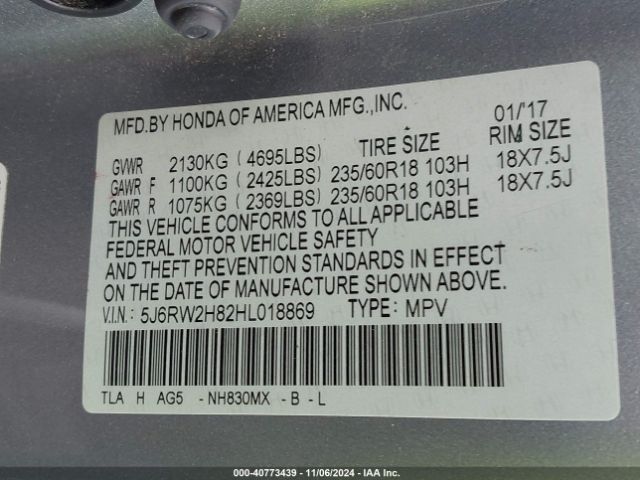 MFD.BY HONDA OF AMERICA MFG.,INC. 01/'17
GVWR 2130KG (4695LBS) TIRE SIZE RIM SIZE
GAWR F 1100KG (2425LBS) 235/60R18 103H 18X7.5J
GAWR R 1075KG (2369LBS) 235/60R18 103H 18X7.5J
THIS VEHICLE CONFORMS TO ALL APPLICABLE
FEDERAL MOTOR VEHICLE SAFETY
AND THEFT PREVENTION STANDARDS IN EFFECT
ON THE DATE OF MANUFACTURE SHOWN ABOVE.
V.I.N: 5J6RW2H82HL018869 TYPE: MPV
TLA H AG5 -NH830MX -B -L
000-40773439 - 11/06/2024 - IAA Inc.